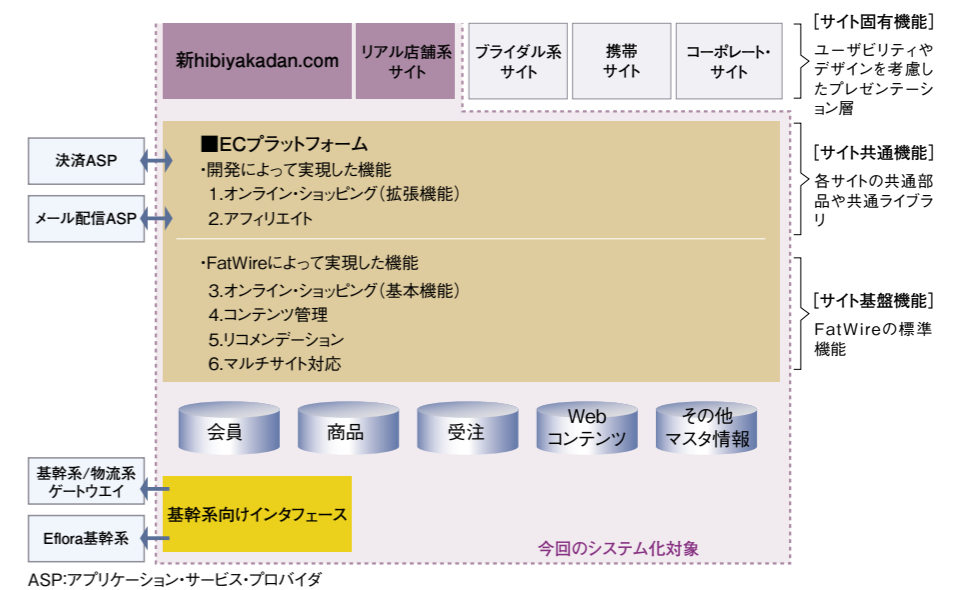 新hibiyakadan.com
リアル店舗系
サイト
ブライダル系
サイト
携帯
サイト
コーポレート・
サイト
[サイト固有機能]
ユーザビリティや
デザインを考慮し
たプレゼンテーシ
ョン層
決済ASP
メール配信ASP
■ECプラットフォーム
・開発によって実現した機能
1.オンライン・ショッピング(拡張機能)
2.アフィリエイト
[サイト共通機能]
各サイトの共通部
品や共通ライブラ
リ
・FatWireによって実現した機能
3.オンライン・ショッピング(基本機能)
4.コンテンツ管理
5.リコメンデーション
6.マルチサイト対応
[サイト基盤機能]
FatWireの標準
機能
会員
商品
受注
Web
コンテンツ
その他
マスタ情報
基幹系/物流系
ゲートウエイ
Eflora基幹系
基幹系向けインタフェース
今回のシステム化対象
ASP:アプリケーション・サービス・プロバイダ